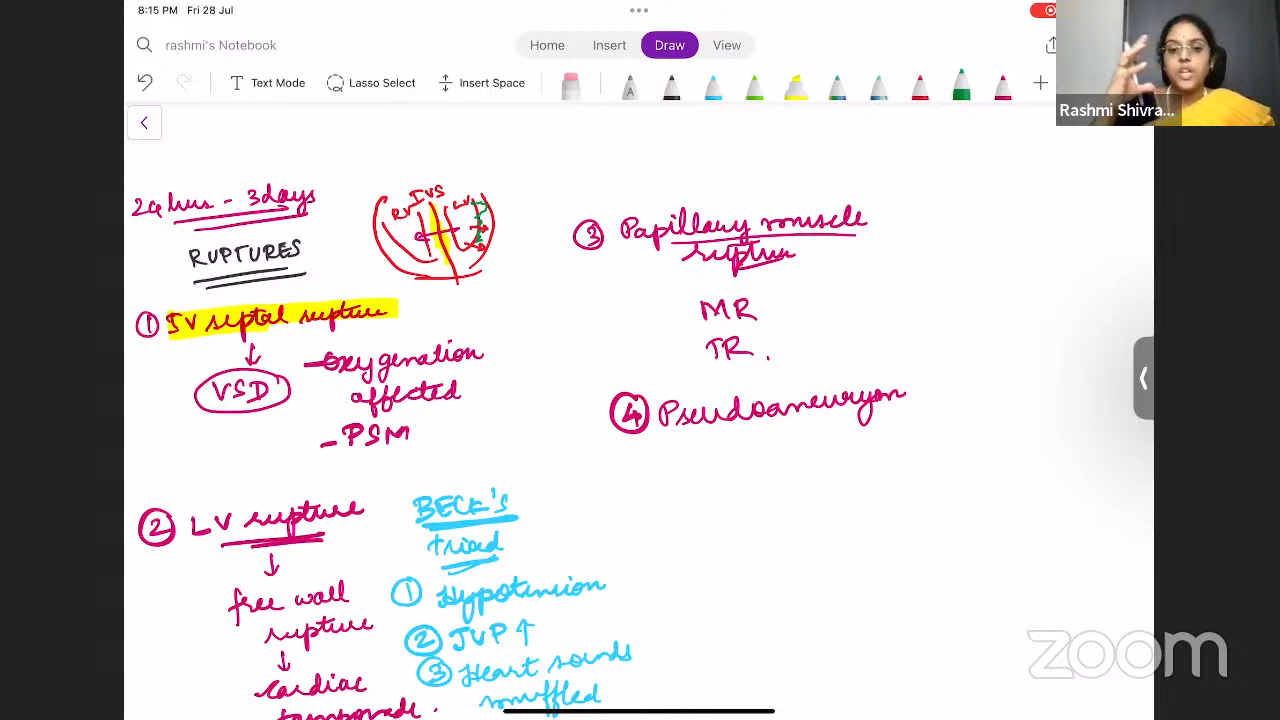 8:15 PM Fri 28 Jul
rashmi's Notebook
Home Insert Draw View
Text Mode Lasso Select Insert Space
A
Rashmi Shivra...
24 hrs - 3 days
RUPTURES
IVS
RV LV
① IV septal rupture
↓
VSD
- Oxygenation
affected
- PSM
② LV rupture
↓
free wall
rupture
↓
cardiac
tamponade.
BECK's
triad
① Hypotension
② JVP ↑
③ Heart sounds
muffled
③ Papillary muscle
rupture
MR
TR.
④ Pseudoaneurysm
zoom